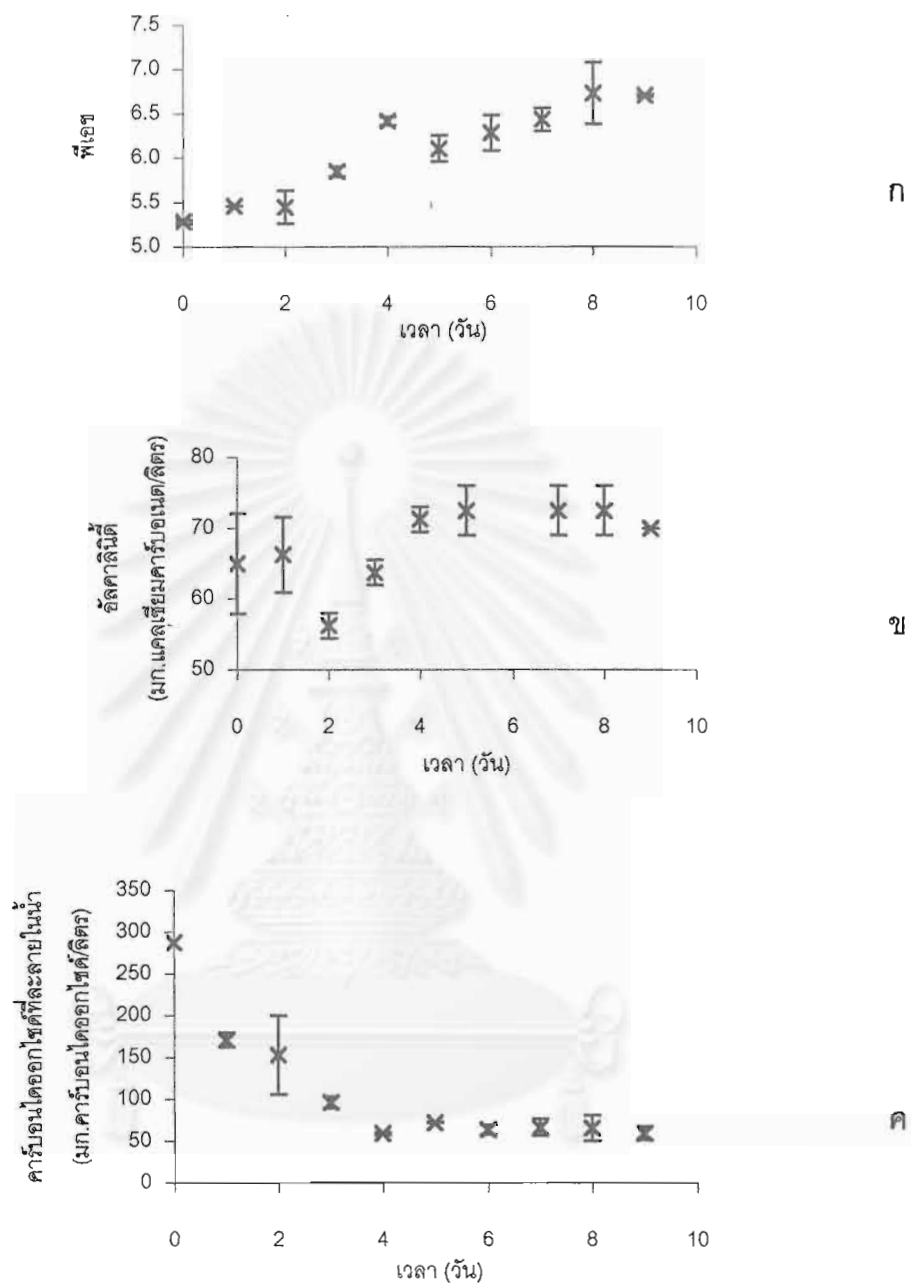 7.5
7.0
6.5
6.0
5.5
5.0
พีเอช
0 2 4 6 8 10
เวลา (วัน)
ก
80
70
60
50
อัลคาลินิตี้
(มก.แคลเซียมคาร์บอเนต/ลิตร)
0 2 4 6 8 10
เวลา (วัน)
ข
350
300
250
200
150
100
50
0
คาร์บอนไดออกไซด์ที่ละลายในน้ำ
(มก.คาร์บอนไดออกไซด์/ลิตร)
0 2 4 6 8 10
เวลา (วัน)
ค